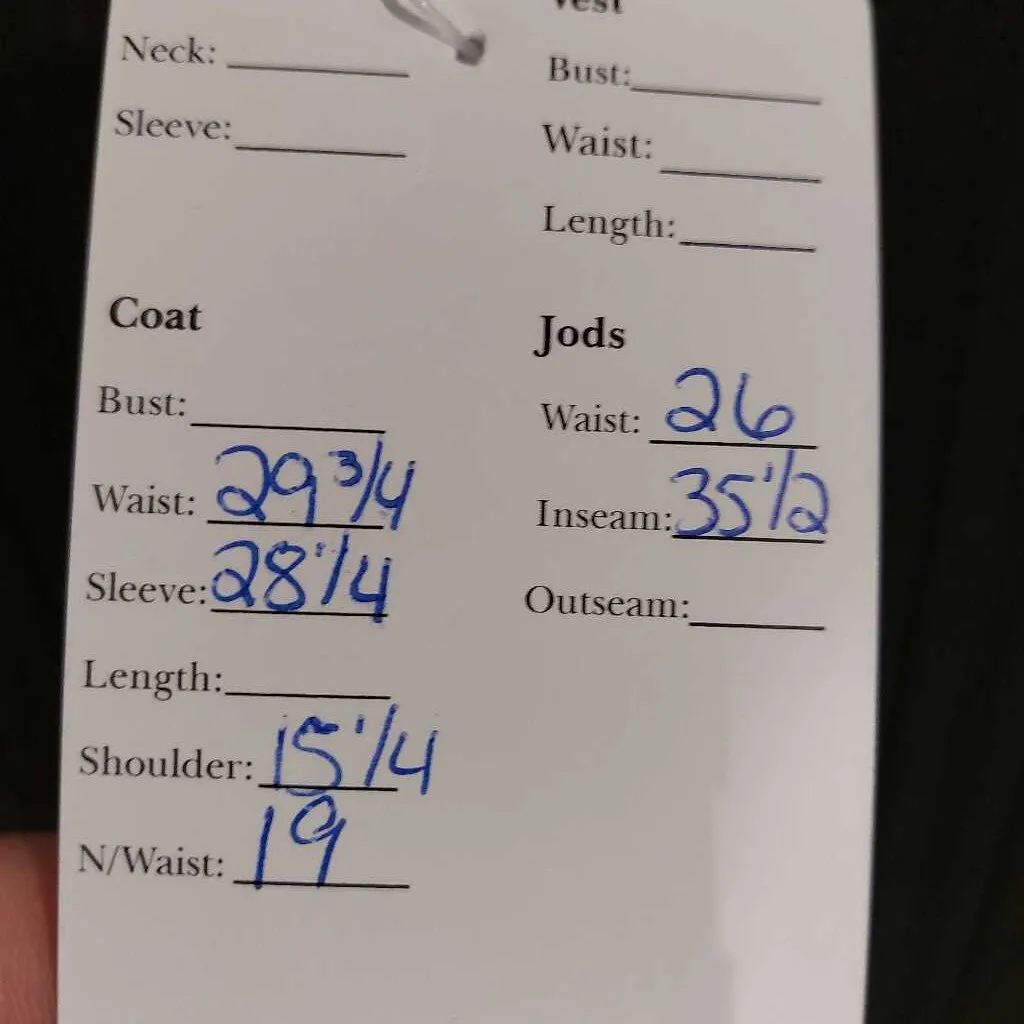 Neck:
Sleeve:
Coat
Bust:
Waist: 29 3/4
Sleeve: 28 1/4
Length:
Shoulder: 15 1/4
N/Waist: 19
Vest
Bust:
Waist:
Length:
Jods
Waist: 26
Inseam: 35 1/2
Outseam: